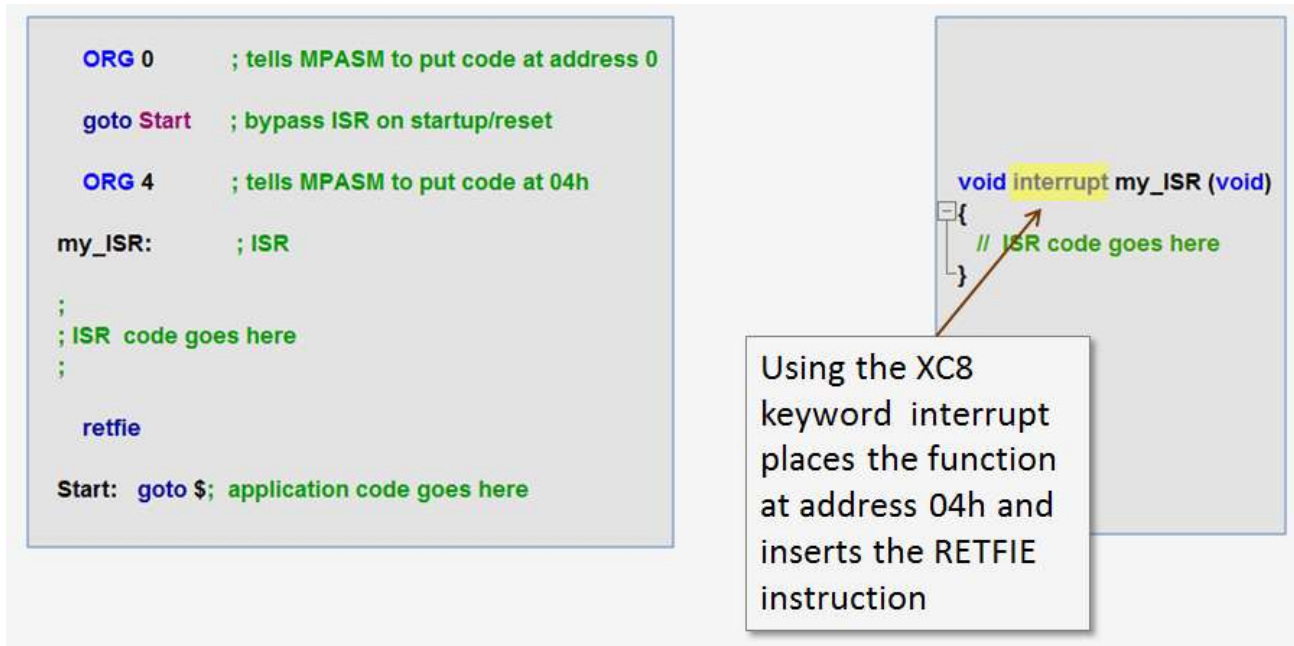 ORG 0 ; tells MPASM to put code at address 0
goto Start ; bypass ISR on startup/reset
ORG 4 ; tells MPASM to put code at 04h
my_ISR: ; ISR
;
; ISR code goes here
;
retfie
Start: goto $; application code goes here
void interrupt my_ISR (void)
{
// ISR code goes here
}
Using the XC8
keyword interrupt
places the function
at address 04h and
inserts the RETFIE
instruction